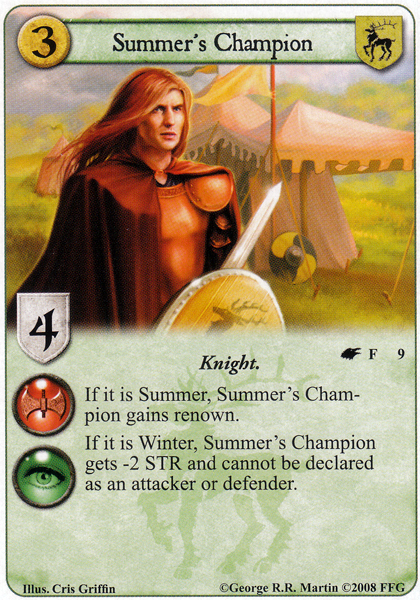 3 Summer's Champion
4
Knight.
F 9
If it is Summer, Summer's Cham-
pion gains renown.
If it is Winter, Summer's Champion
gets -2 STR and cannot be declared
as an attacker or defender.
Illus. Cris Griffin ©George R.R. Martin ©2008 FFG